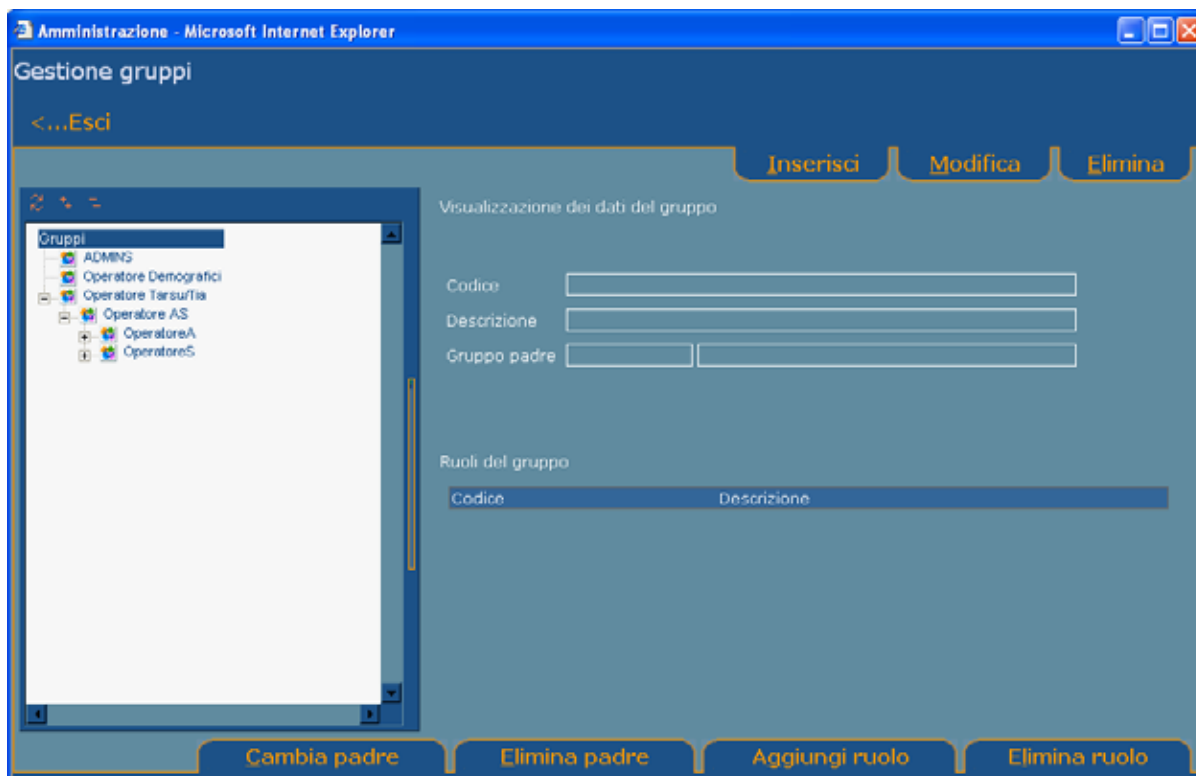 Amministrazione - Microsoft Internet Explorer
Gestione gruppi
<...Esci
Inserisci Modifica Elimina
Visualizzazione dei dati del gruppo
Gruppi
ADMINS
Operatore Demografici
Operatore Tarsu/Tia
Operatore AS
OperatoreA
OperatoreS
Codice
Descrizione
Gruppo padre
Ruoli del gruppo
Codice Descrizione
Cambia padre Elimina padre Aggiungi ruolo Elimina ruolo